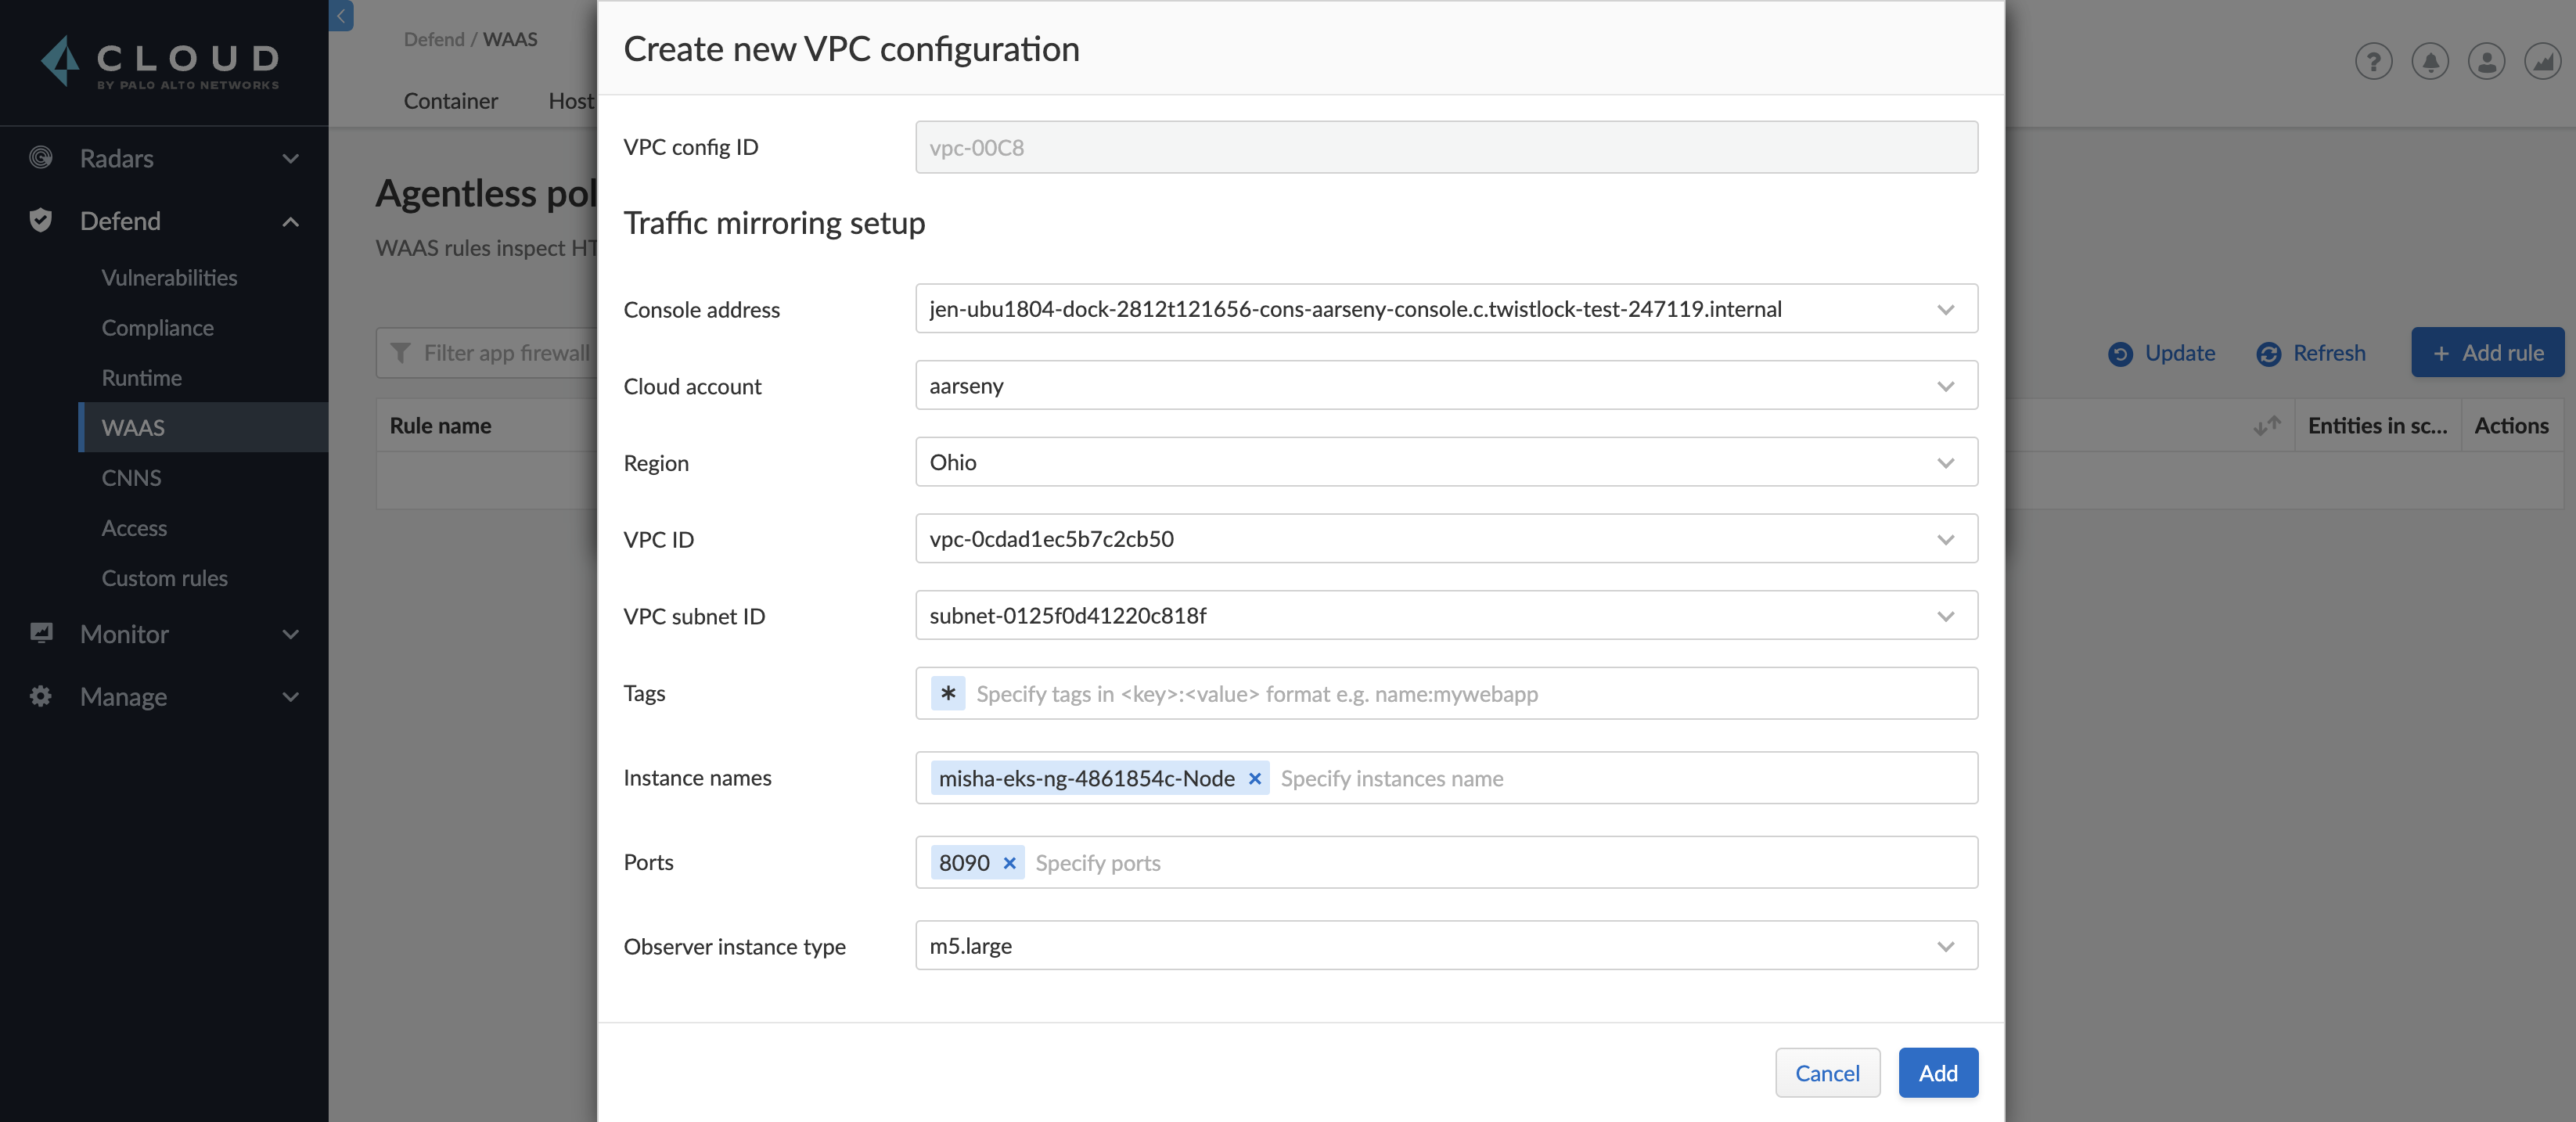 CLOUD
BY PALO ALTO NETWORKS
Radars
Defend
Vulnerabilities
Compliance
Runtime
WAAS
CNNS
Access
Custom rules
Monitor
Manage
Defend / WAAS
Container Host
Agentless pol
WAAS rules inspect HT
Filter app firewall
Update Refresh + Add rule
Rule name Entities in sc... Actions
Create new VPC configuration
VPC config ID vpc-00C8
Traffic mirroring setup
Console address jen-ubu1804-dock-2812t121656-cons-aarseny-console.c.twistlock-test-247119.internal
Cloud account aarseny
Region Ohio
VPC ID vpc-0cdad1ec5b7c2cb50
VPC subnet ID subnet-0125f0d41220c818f
Tags * Specify tags in <key>:<value> format e.g. name:mywebapp
Instance names misha-eks-ng-4861854c-Node × Specify instances name
Ports 8090 × Specify ports
Observer instance type m5.large
Cancel Add